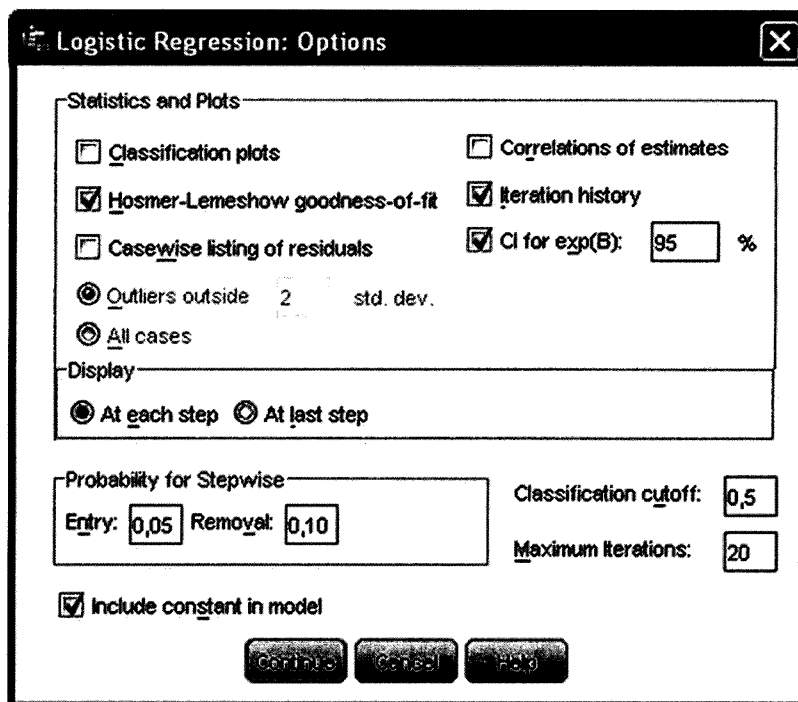 Logistic Regression: Options
Statistics and Plots
Classification plots
Correlations of estimates
Hosmer-Lemeshow goodness-of-fit
Iteration history
Casewise listing of residuals
CI for exp(B): 95 %
Outliers outside 2 std. dev.
All cases
Display
At each step At last step
Probability for Stepwise
Entry: 0,05 Removal: 0,10
Classification cutoff: 0,5
Maximum Iterations: 20
Include constant in model
Continue Cancel Help